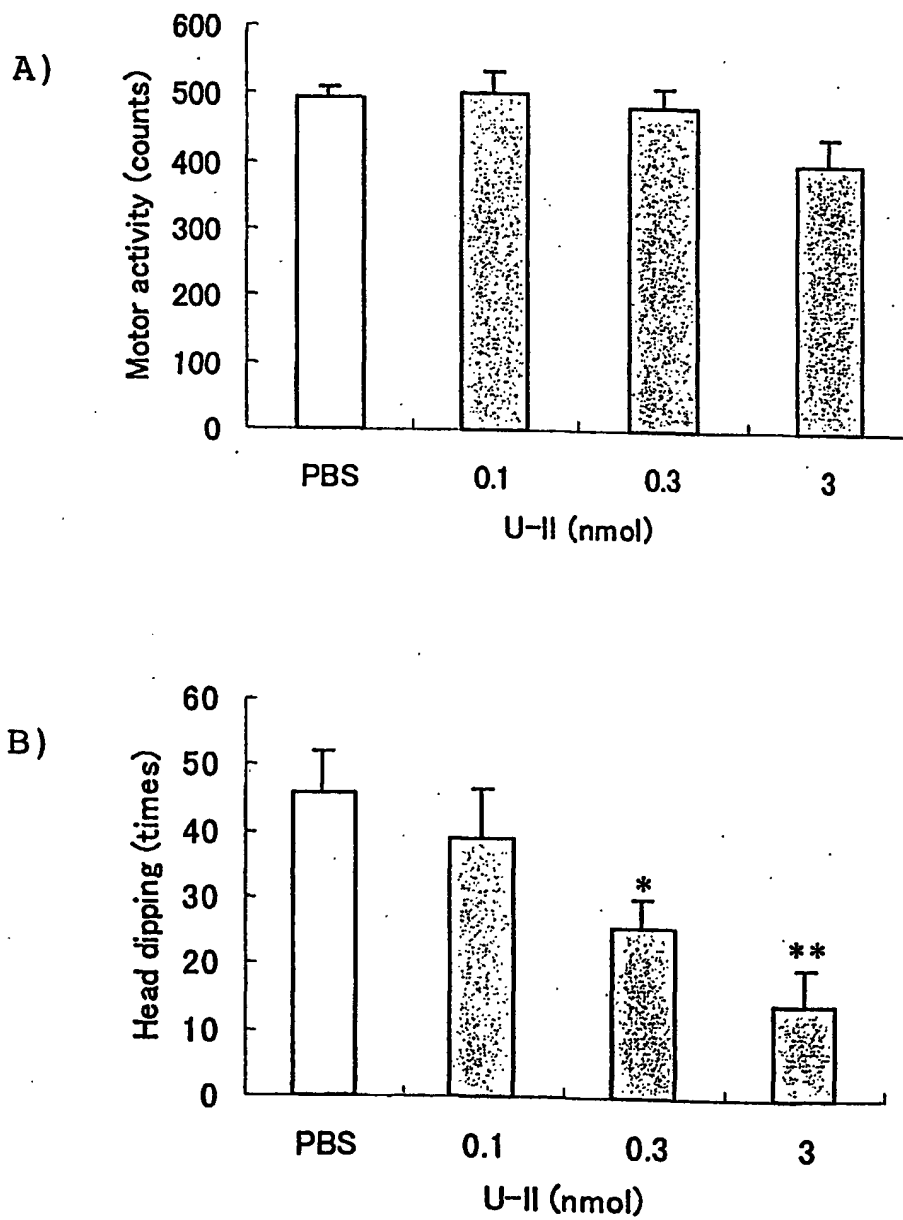 A)
Motor activity (counts)
600
500
400
300
200
100
0
PBS 0.1 0.3 3
U-II (nmol)
B)
Head dipping (times)
60
50
40
30
20
10
0
*
**
PBS 0.1 0.3 3
U-II (nmol)